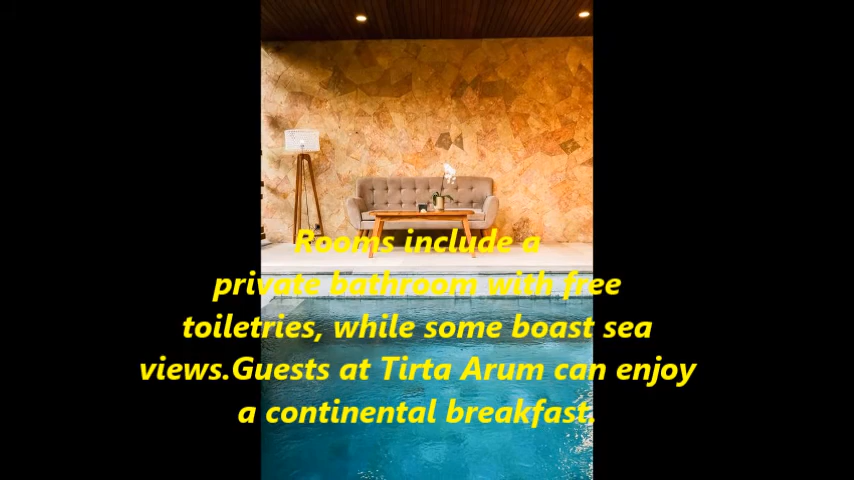 Rooms include a
private bathroom with free
toiletries, while some boast sea
views.Guests at Tirta Arum can enjoy
a continental breakfast.